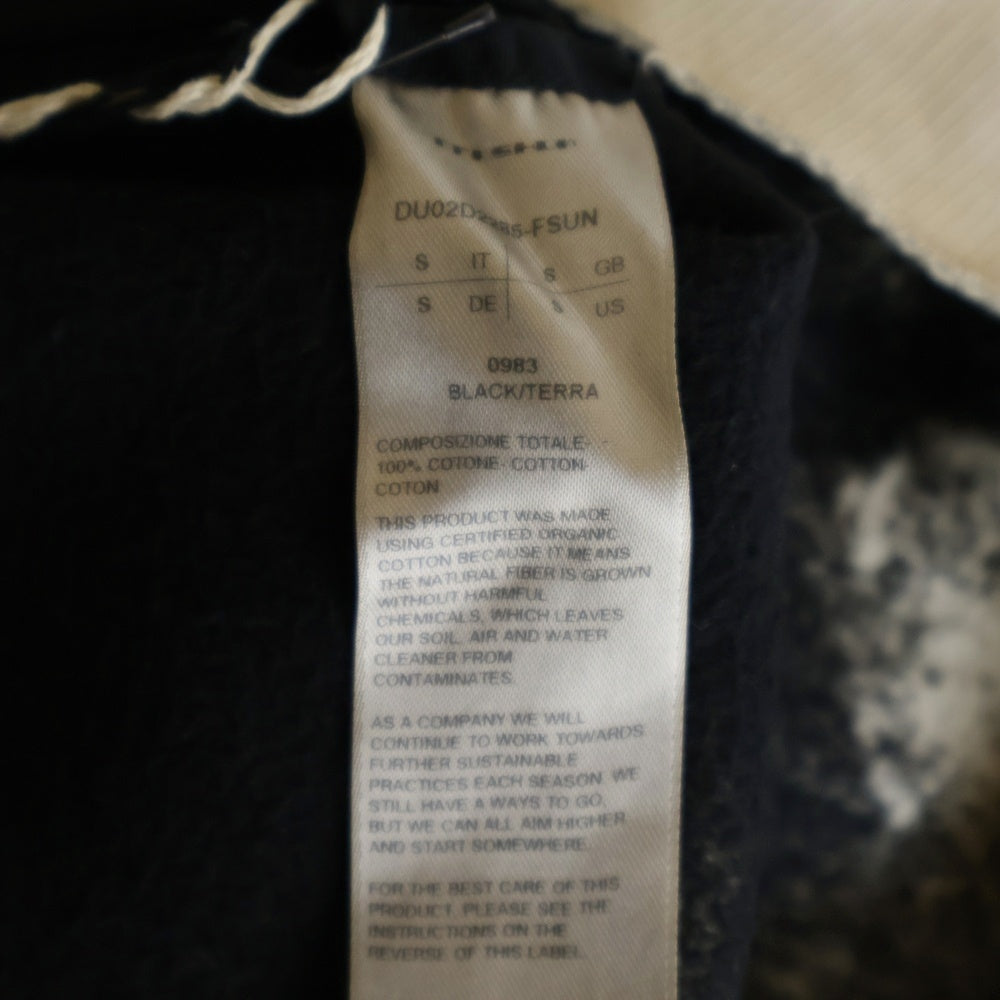 S IT S GB
S DE S US
0983
BLACK/TERRA
COMPOSIZIONE TOTALE- -
100% COTONE- COTTON-
COTON
THIS PRODUCT WAS MADE
USING CERTIFIED ORGANIC
COTTON BECAUSE IT MEANS
THE NATURAL FIBER IS GROWN
WITHOUT HARMFUL
CHEMICALS, WHICH LEAVES
OUR SOIL, AIR AND WATER
CLEANER FROM
CONTAMINATES.
AS A COMPANY WE WILL
CONTINUE TO WORK TOWARDS
FURTHER SUSTAINABLE
PRACTICES EACH SEASON. WE
STILL HAVE A WAYS TO GO,
BUT WE CAN ALL AIM HIGHER
AND START SOMEWHERE.
FOR THE BEST CARE OF THIS
PRODUCT, PLEASE SEE THE
INSTRUCTIONS ON THE
REVERSE OF THIS LABEL.